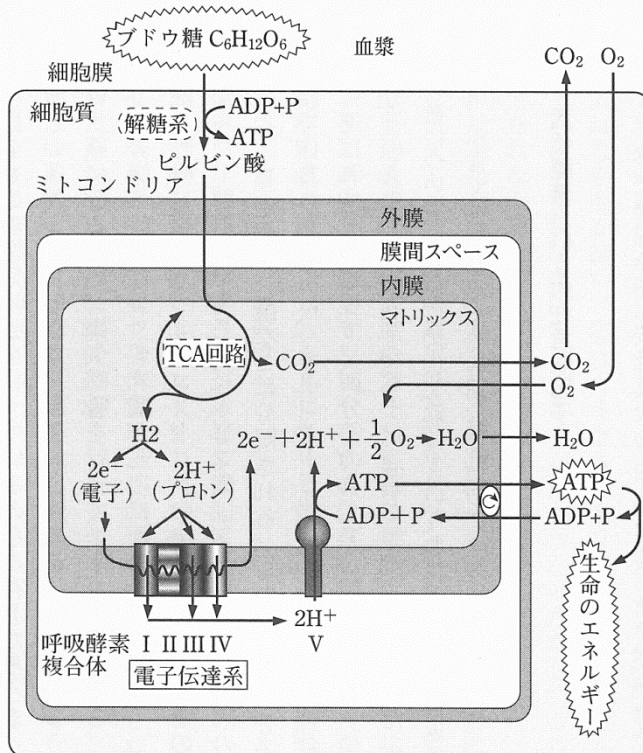 ブドウ糖 C₆H₁₂O₆
血漿
CO₂ O₂
細胞膜
細胞質
解糖系
ADP+P
ATP
ピルビン酸
ミトコンドリア
外膜
膜間スペース
内膜
マトリックス
TCA回路
CO₂
CO₂
O₂
H2
2e⁻+2H⁺+½O₂
H₂O
H₂O
2e⁻
(電子)
2H⁺
(プロトン)
ATP
ATP
ADP+P
ADP+P
生命のエネルギー
呼吸酵素
複合体
I II III IV
2H⁺
V
電子伝達系